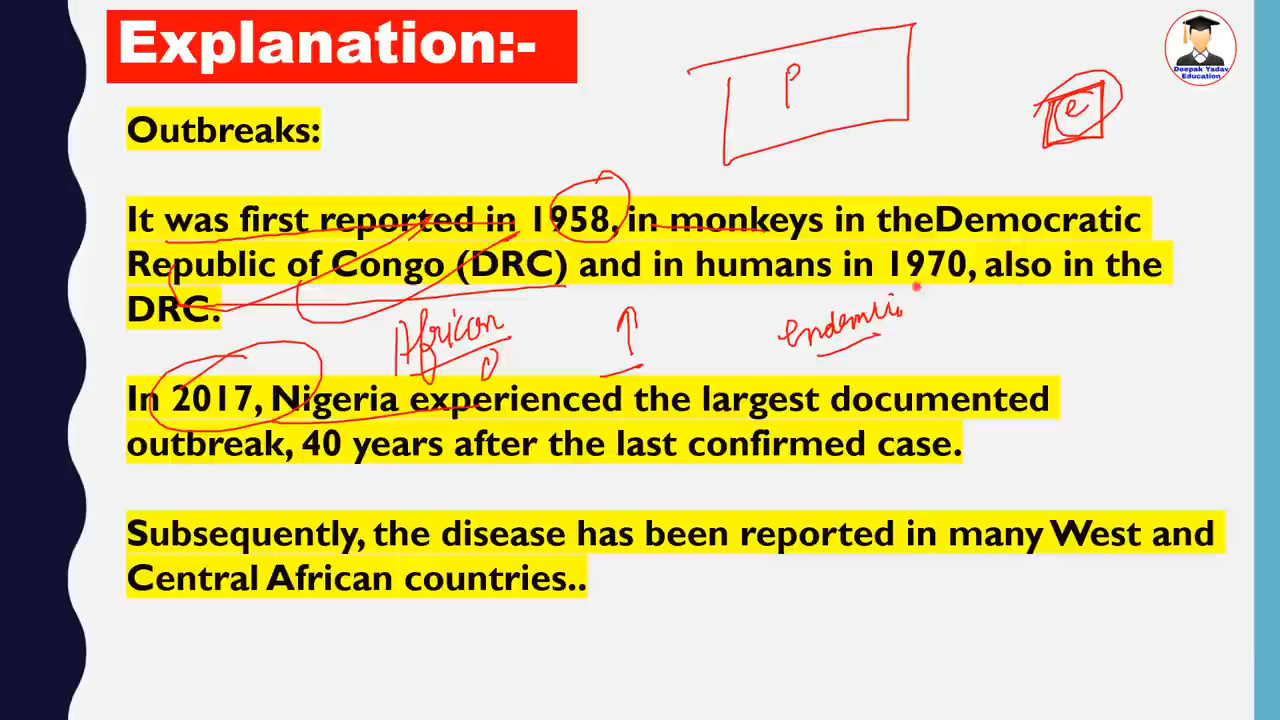 Explanation:-
Deepak Yadav
Education
P
e
Outbreaks:
It was first reported in 1958, in monkeys in theDemocratic
Republic of Congo (DRC) and in humans in 1970, also in the
DRC.
African
In 2017, Nigeria experienced the largest documented
outbreak, 40 years after the last confirmed case.
Subsequently, the disease has been reported in many West and
Central African countries..